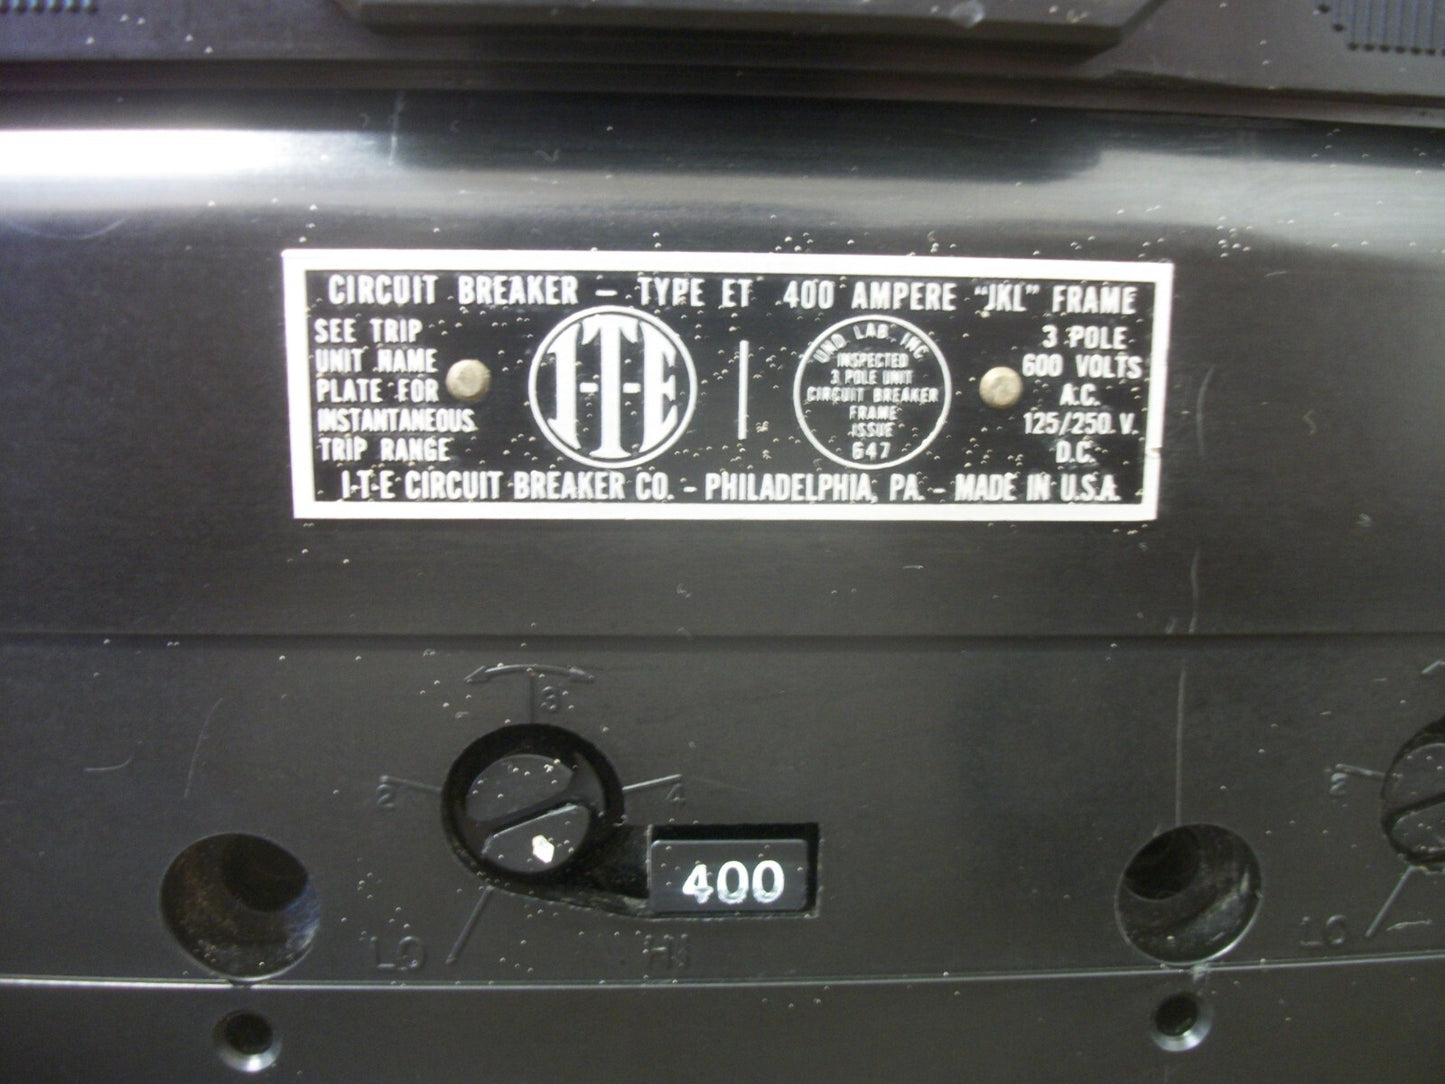 CIRCUIT BREAKER - TYPE ET 400 AMPERE "JKL" FRAME
SEE TRIP
UNIT NAME
PLATE FOR
INSTANTANEOUS
TRIP RANGE
I-T-E
UND. LAB. INC.
INSPECTED
3 POLE UNIT
CIRCUIT BREAKER
FRAME
ISSUE
647
3 POLE
600 VOLTS
A.C.
125/250 V.
D.C.
I-T-E CIRCUIT BREAKER CO. - PHILADELPHIA, PA. - MADE IN U.S.A.
3
2
4
LO
HI
400
2
LO